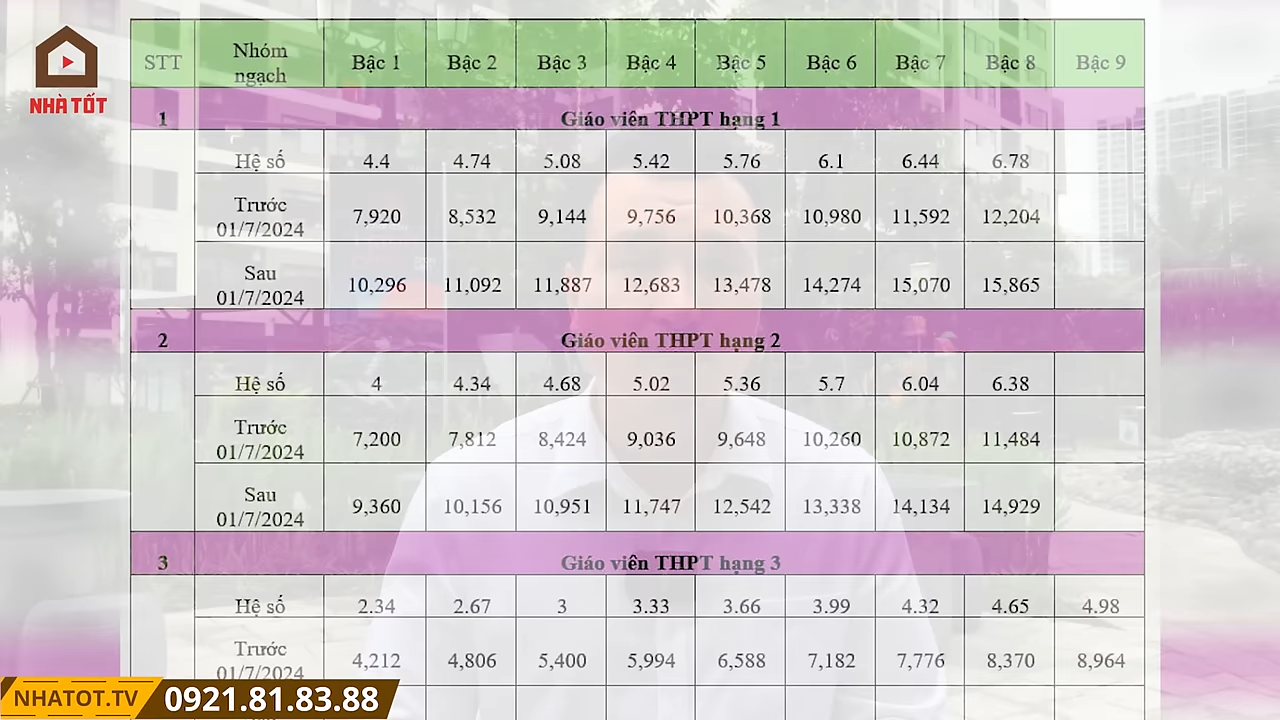 NHÀ TỐT
STT Nhóm ngạch Bậc 1 Bậc 2 Bậc 3 Bậc 4 Bậc 5 Bậc 6 Bậc 7 Bậc 8 Bậc 9
1 Giáo viên THPT hạng 1
Hệ số 4.4 4.74 5.08 5.42 5.76 6.1 6.44 6.78
Trước 01/7/2024 7,920 8,532 9,144 9,756 10,368 10,980 11,592 12,204
Sau 01/7/2024 10,296 11,092 11,887 12,683 13,478 14,274 15,070 15,865
2 Giáo viên THPT hạng 2
Hệ số 4 4.34 4.68 5.02 5.36 5.7 6.04 6.38
Trước 01/7/2024 7,200 7,812 8,424 9,036 9,648 10,260 10,872 11,484
Sau 01/7/2024 9,360 10,156 10,951 11,747 12,542 13,338 14,134 14,929
3 Giáo viên THPT hạng 3
Hệ số 2.34 2.67 3 3.33 3.66 3.99 4.32 4.65 4.98
Trước 01/7/2024 4,212 4,806 5,400 5,994 6,588 7,182 7,776 8,370 8,964
NHATOT.TV 0921.81.83.88